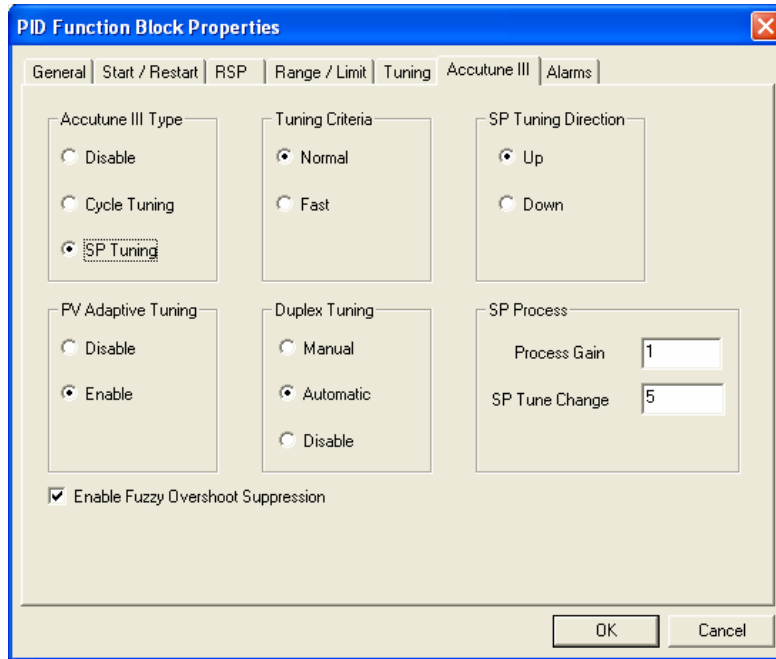 PID Function Block Properties
General Start / Restart RSP Range / Limit Tuning Accutune III Alarms
Accutune III Type
Disable
Cycle Tuning
SP Tuning
Tuning Criteria
Normal
Fast
SP Tuning Direction
Up
Down
PV Adaptive Tuning
Disable
Enable
Duplex Tuning
Manual
Automatic
Disable
SP Process
Process Gain 1
SP Tune Change 5
Enable Fuzzy Overshoot Suppression
OK Cancel